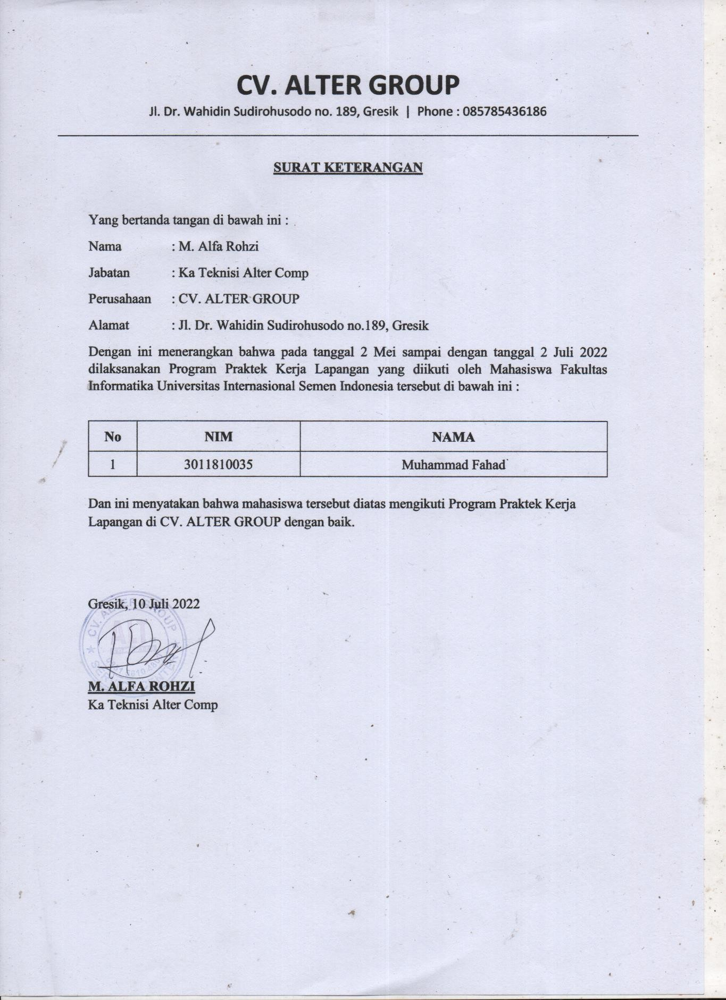 CV. ALTER GROUP
Jl. Dr. Wahidin Sudirohusodo no. 189, Gresik | Phone : 085785436186
SURAT KETERANGAN
Yang bertanda tangan di bawah ini :
Nama : M. Alfa Rohzi
Jabatan : Ka Teknisi Alter Comp
Perusahaan : CV. ALTER GROUP
Alamat : Jl. Dr. Wahidin Sudirohusodo no.189, Gresik
Dengan ini menerangkan bahwa pada tanggal 2 Mei sampai dengan tanggal 2 Juli 2022
dilaksanakan Program Praktek Kerja Lapangan yang diikuti oleh Mahasiswa Fakultas
Informatika Universitas Internasional Semen Indonesia tersebut di bawah ini :
No NIM NAMA
1 3011810035 Muhammad Fahad
Dan ini menyatakan bahwa mahasiswa tersebut diatas mengikuti Program Praktek Kerja
Lapangan di CV. ALTER GROUP dengan baik.
Gresik, 10 Juli 2022
CV. ALTER GROUP
SERVICE CENTER
M. ALFA ROHZI
Ka Teknisi Alter Comp